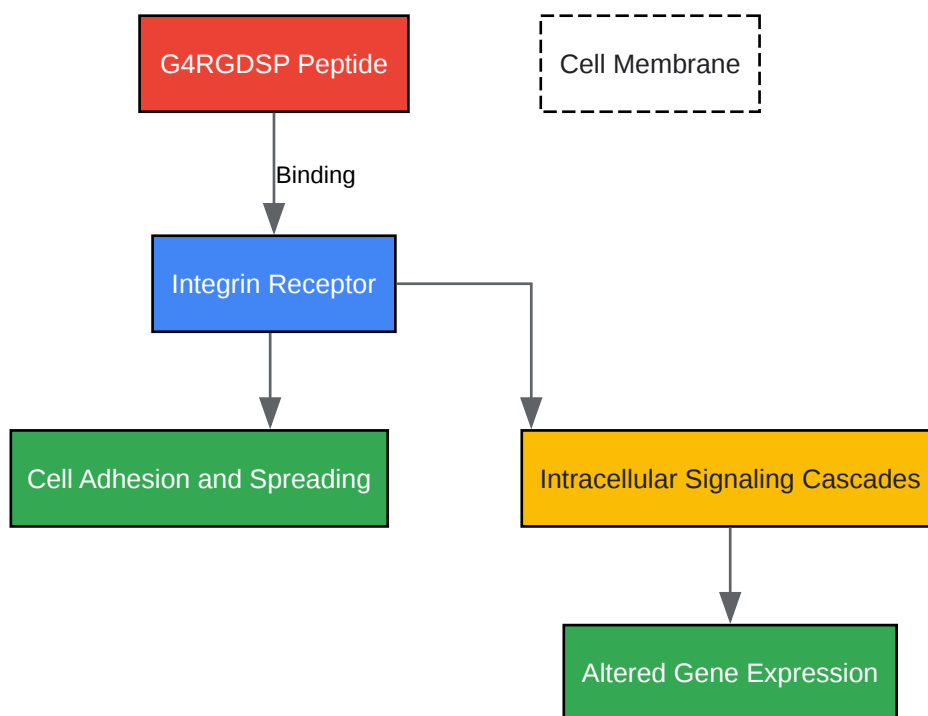 G4RGDSP Peptide
Cell Membrane
Binding
Integrin Receptor
Cell Adhesion and Spreading
Intracellular Signaling Cascades
Altered Gene Expression